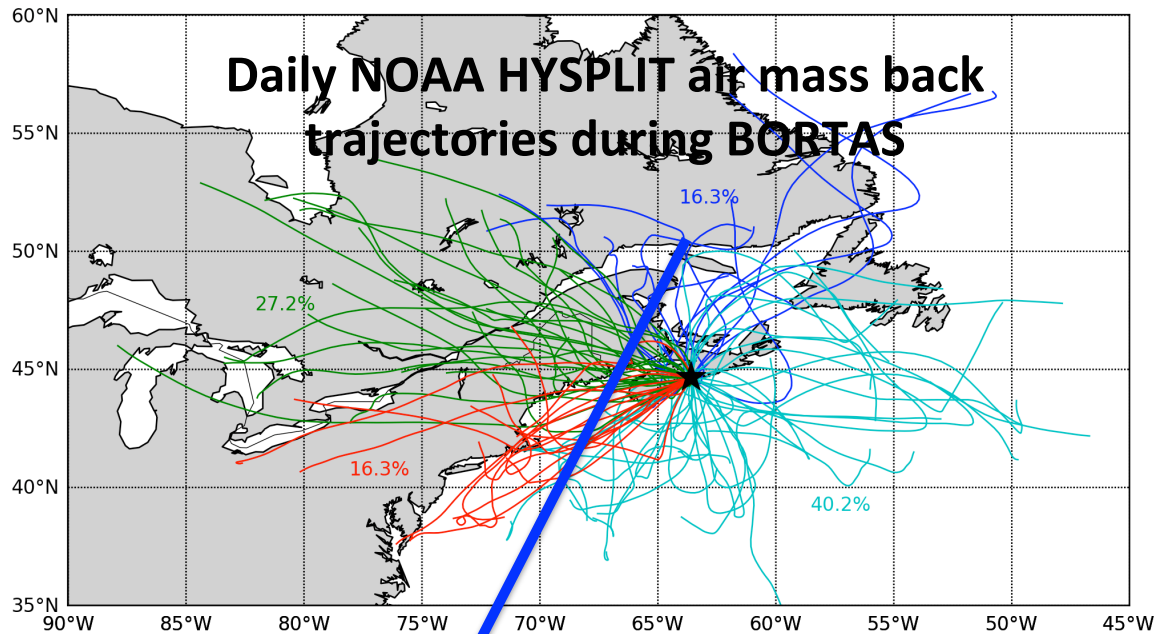 60°N
Daily NOAA HYSPLIT air mass back
trajectories during BORTAS
55°N
16.3%
50°N
27.2%
45°N
16.3%
40°N
40.2%
35°N
90°W 85°W 80°W 75°W 70°W 65°W 60°W 55°W 50°W 45°W